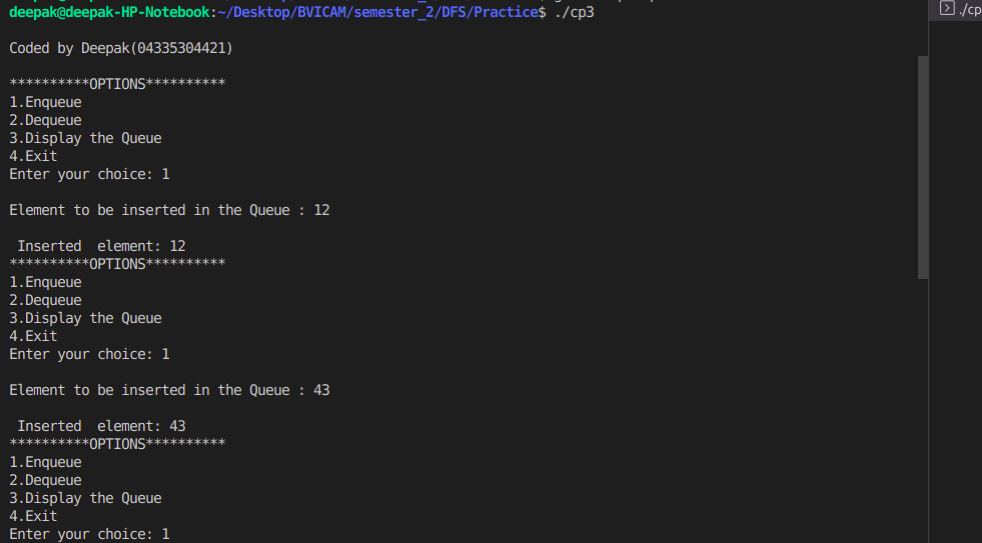 deepak@deepak-HP-Notebook:~/Desktop/BVICAM/semester_2/DFS/Practice$ ./cp3
./cp
Coded by Deepak(04335304421)
**********OPTIONS**********
1.Enqueue
2.Dequeue
3.Display the Queue
4.Exit
Enter your choice: 1
Element to be inserted in the Queue : 12
Inserted  element: 12
**********OPTIONS**********
1.Enqueue
2.Dequeue
3.Display the Queue
4.Exit
Enter your choice: 1
Element to be inserted in the Queue : 43
Inserted  element: 43
**********OPTIONS**********
1.Enqueue
2.Dequeue
3.Display the Queue
4.Exit
Enter your choice: 1